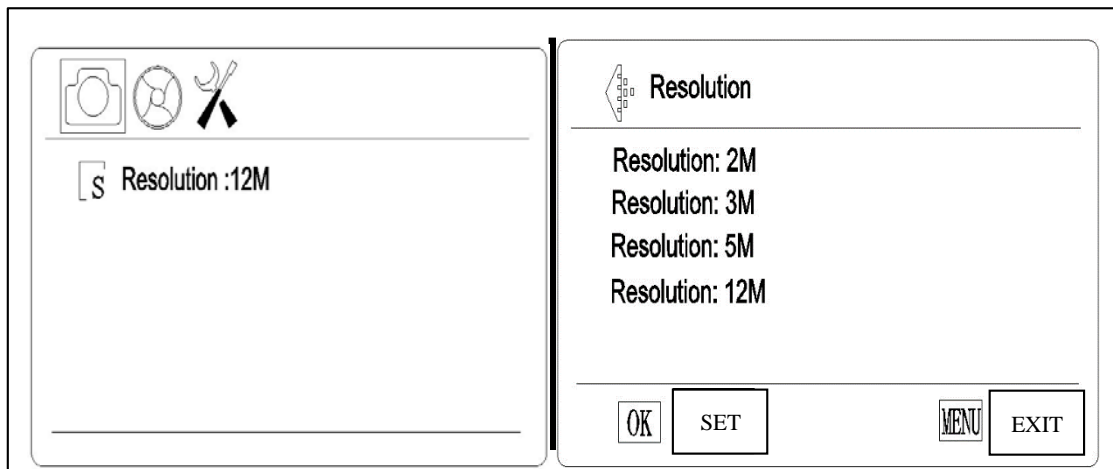 S Resolution :12M
Resolution
Resolution: 2M
Resolution: 3M
Resolution: 5M
Resolution: 12M
OK SET MENU EXIT